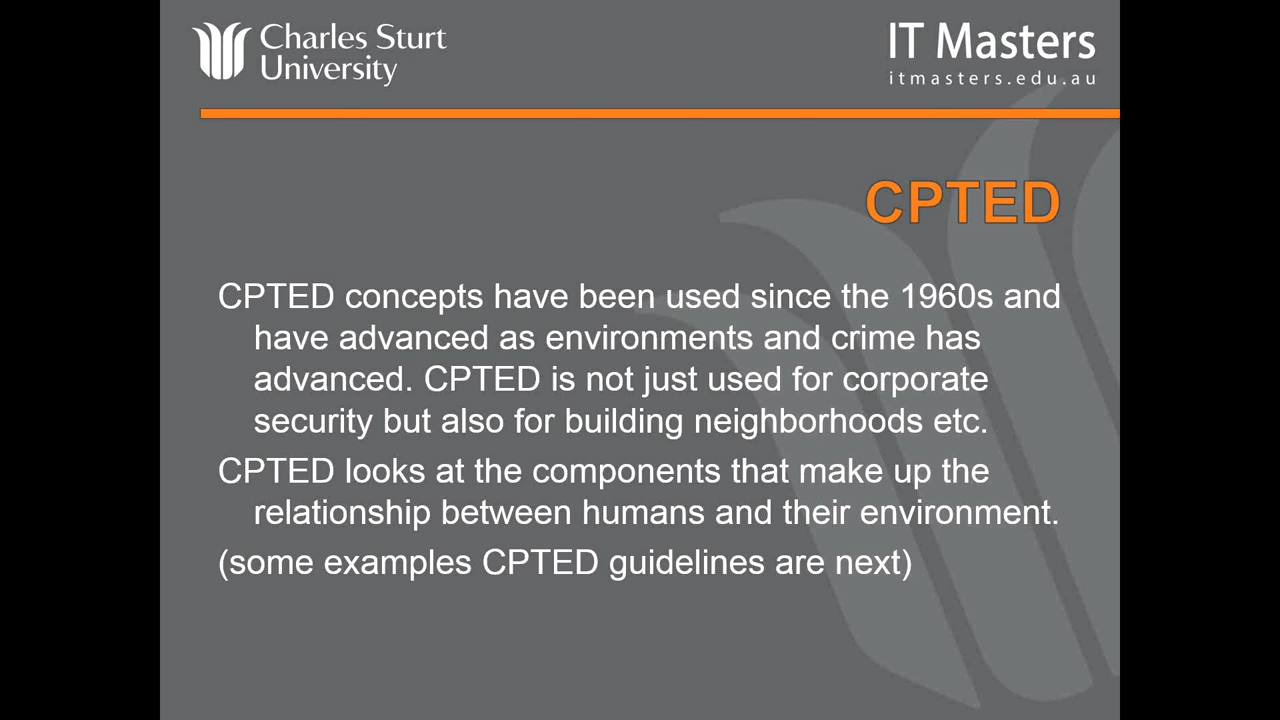 Charles Sturt
University
IT Masters
itmasters.edu.au
CPTED
CPTED concepts have been used since the 1960s and
have advanced as environments and crime has
advanced. CPTED is not just used for corporate
security but also for building neighborhoods etc.
CPTED looks at the components that make up the
relationship between humans and their environment.
(some examples CPTED guidelines are next)